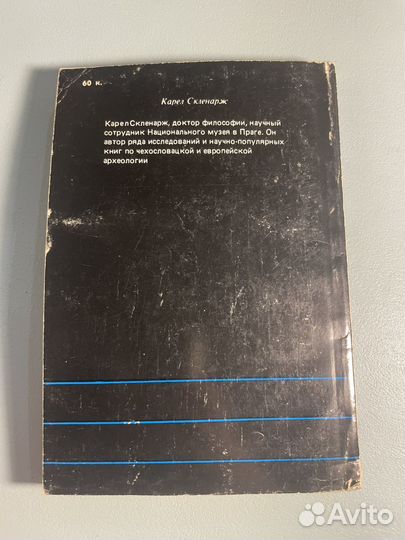 60 к.
Карел Скленарж
Карел Скленарж, доктор философии, научный
сотрудник Национального музея в Праге. Он
автор ряда исследований и научно-популярных
книг по чехословацкой и европейской
археологии
Avito